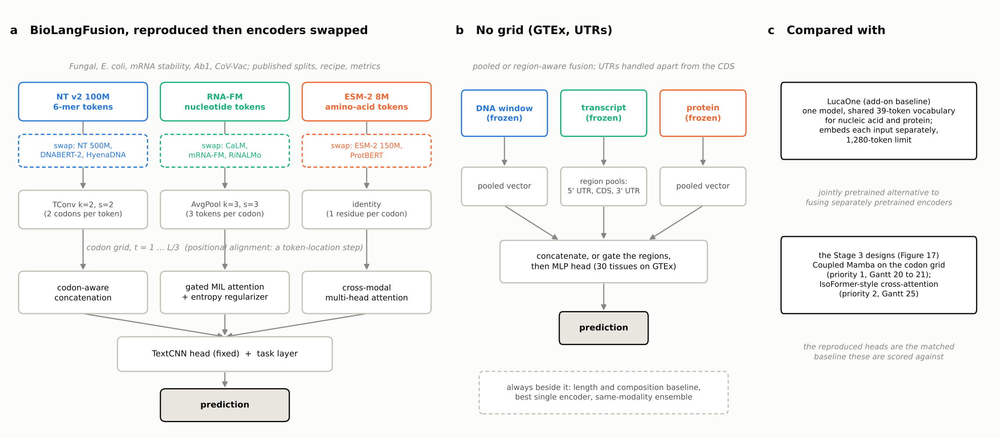 a BioLangFusion, reproduced then encoders swapped
Fungal, E. coli, mRNA stability, Ab1, CoV-Vac; published splits, recipe, metrics
NT v2 100M
6-mer tokens
RNA-FM
nucleotide tokens
ESM-2 8M
amino-acid tokens
swap: NT 500M,
DNABERT-2, HyenaDNA
swap: CaLM,
mRNA-FM, RiNALMo
swap: ESM-2 150M,
ProtBERT
TConv k=2, s=2
(2 codons per token)
AvgPool k=3, s=3
(3 tokens per codon)
identity
(1 residue per codon)
codon grid, t = 1 ... L/3  (positional alignment: a token-location step)
codon-aware
concatenation
gated MIL attention
+ entropy regularizer
cross-modal
multi-head attention
TextCNN head (fixed)  +  task layer
prediction
b No grid (GTEx, UTRs)
pooled or region-aware fusion; UTRs handled apart from the CDS
DNA window
(frozen)
transcript
(frozen)
protein
(frozen)
pooled vector
region pools:
5' UTR, CDS, 3' UTR
pooled vector
concatenate, or gate the regions,
then MLP head (30 tissues on GTEx)
prediction
always beside it: length and composition baseline,
best single encoder, same-modality ensemble
c Compared with
LucaOne (add-on baseline)
one model, shared 39-token vocabulary
for nucleic acid and protein;
embeds each input separately,
1,280-token limit
jointly pretrained alternative to
fusing separately pretrained encoders
the Stage 3 designs (Figure 17)
Coupled Mamba on the codon grid
(priority 1, Gantt 20 to 21);
IsoFormer-style cross-attention
(priority 2, Gantt 25)
the reproduced heads are the matched
baseline these are scored against